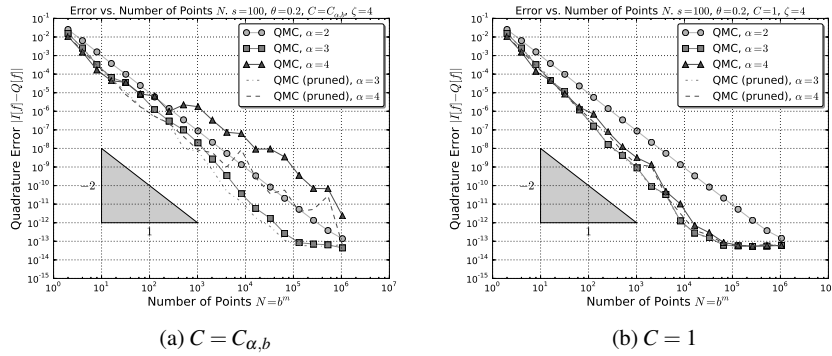 Error vs. Number of Points N. s=100, θ=0.2, C=C_{α,b}, ζ=4
Quadrature Error |I[f]−Q[f]|
10^{-1}
10^{-2}
10^{-3}
10^{-4}
10^{-5}
10^{-6}
10^{-7}
10^{-8}
10^{-9}
10^{-10}
10^{-11}
10^{-12}
10^{-13}
10^{-14}
10^{-15}
QMC, α=2
QMC, α=3
QMC, α=4
QMC (pruned), α=3
QMC (pruned), α=4
−2
1
10^0 10^1 10^2 10^3 10^4 10^5 10^6 10^7
Number of Points N=b^m
(a) C = C_{α,b}
Error vs. Number of Points N. s=100, θ=0.2, C=1, ζ=4
Quadrature Error |I[f]−Q[f]|
10^{-1}
10^{-2}
10^{-3}
10^{-4}
10^{-5}
10^{-6}
10^{-7}
10^{-8}
10^{-9}
10^{-10}
10^{-11}
10^{-12}
10^{-13}
10^{-14}
10^{-15}
QMC, α=2
QMC, α=3
QMC, α=4
QMC (pruned), α=3
QMC (pruned), α=4
−2
1
10^0 10^1 10^2 10^3 10^4 10^5 10^6 10^7
Number of Points N=b^m
(b) C = 1